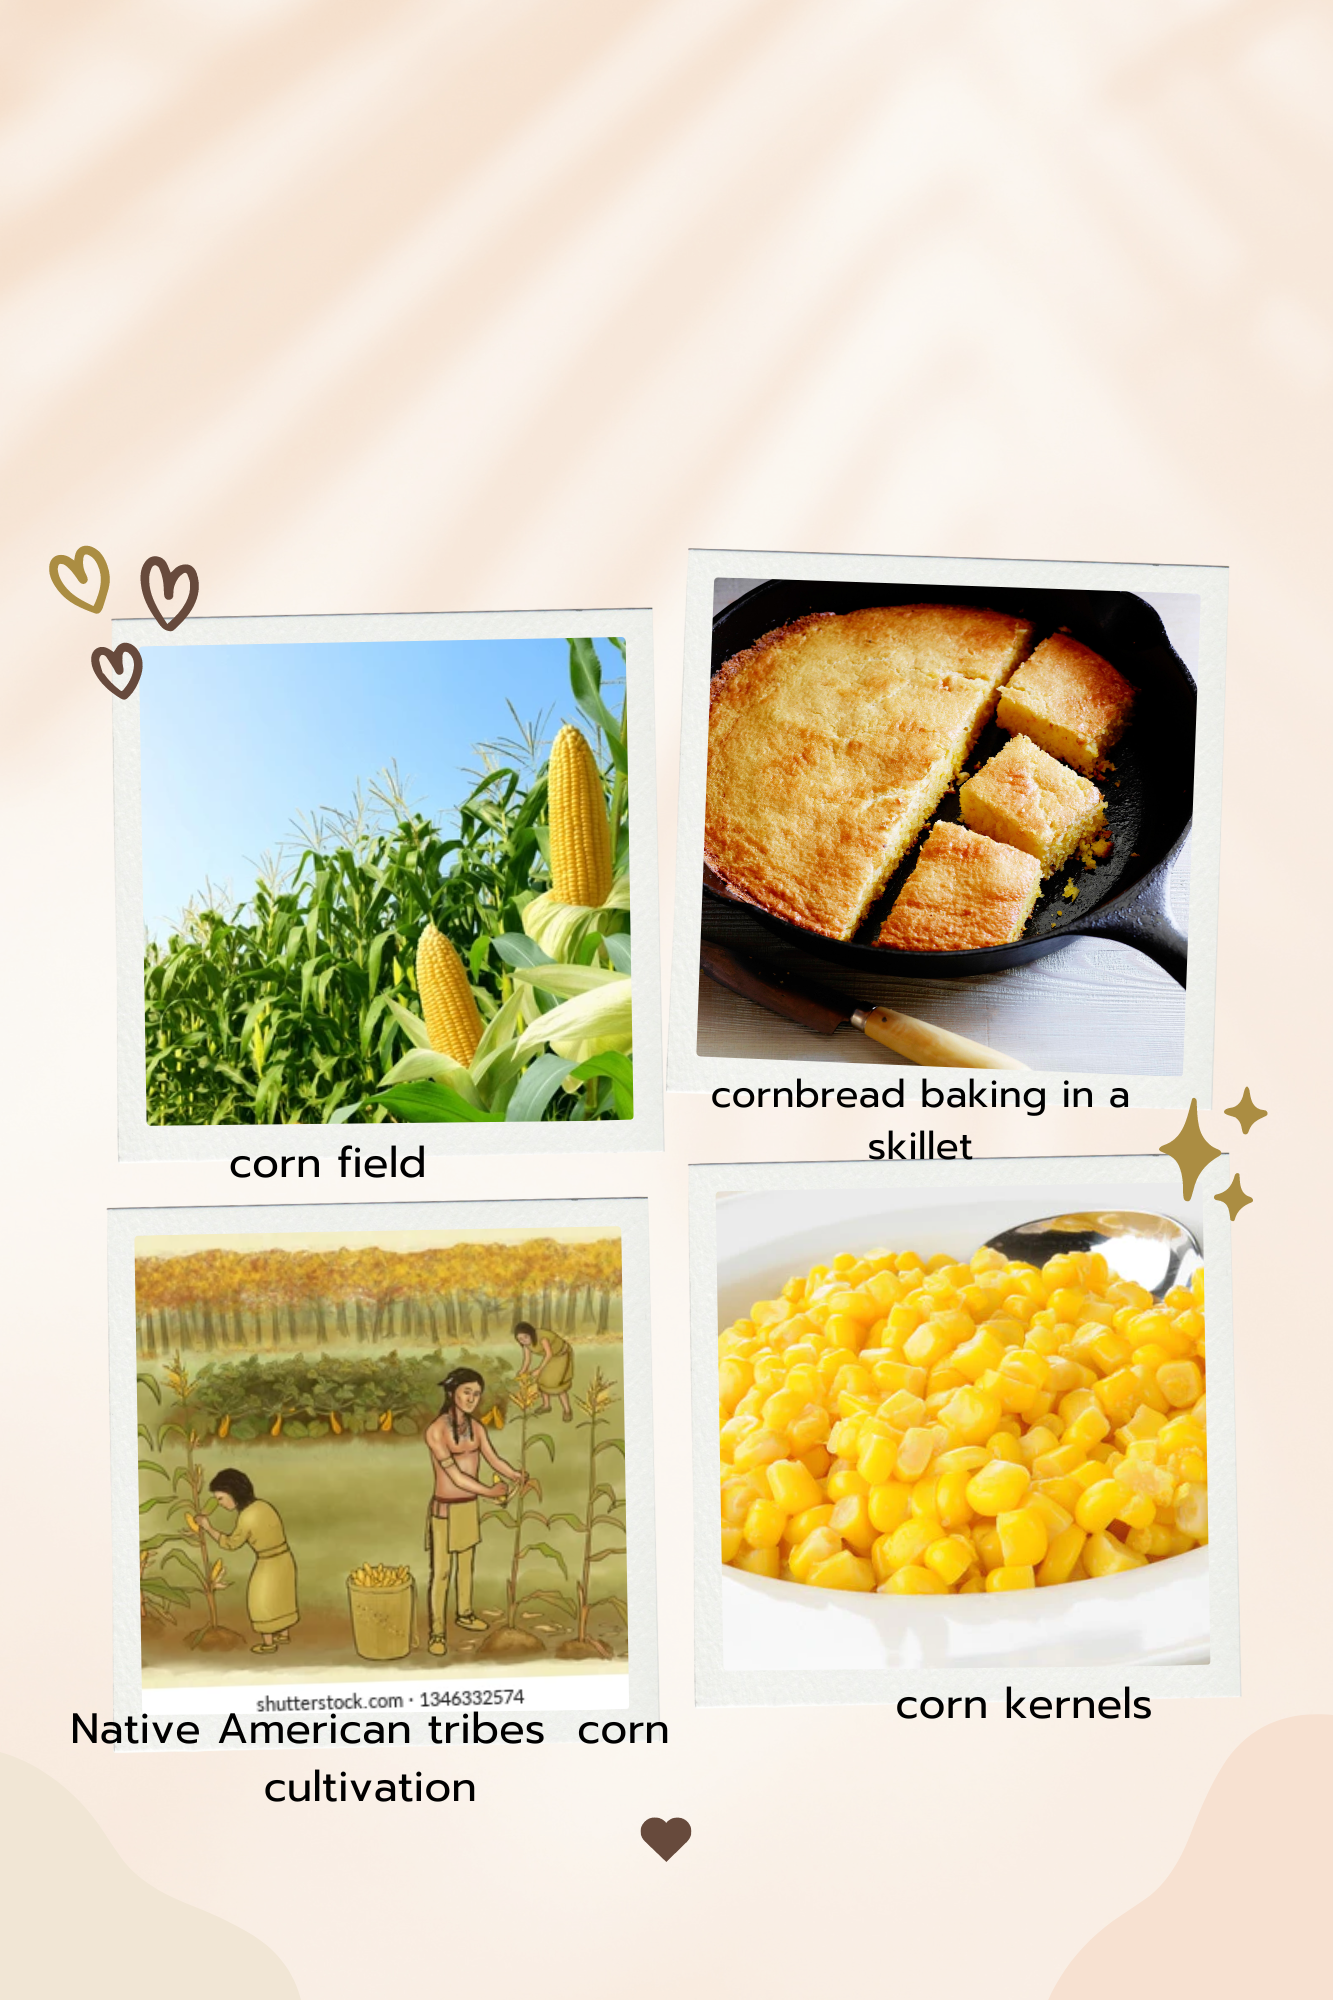 corn field
cornbread baking in a
skillet
shutterstock.com · 1346332574
Native American tribes corn
cultivation
corn kernels